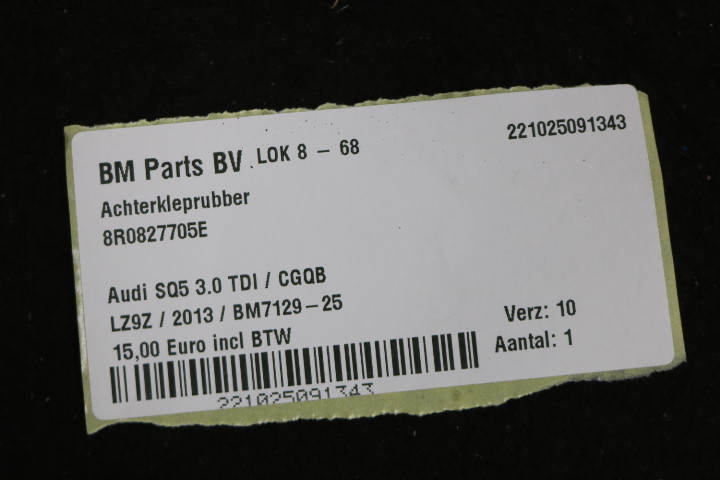 BM Parts BV LOK 8 - 68 221025091343
Achterkleprubber
8R0827705E
Audi SQ5 3.0 TDI / CGQB
LZ9Z / 2013 / BM7129-25 Verz: 10
15,00 Euro incl BTW Aantal: 1
221025091343